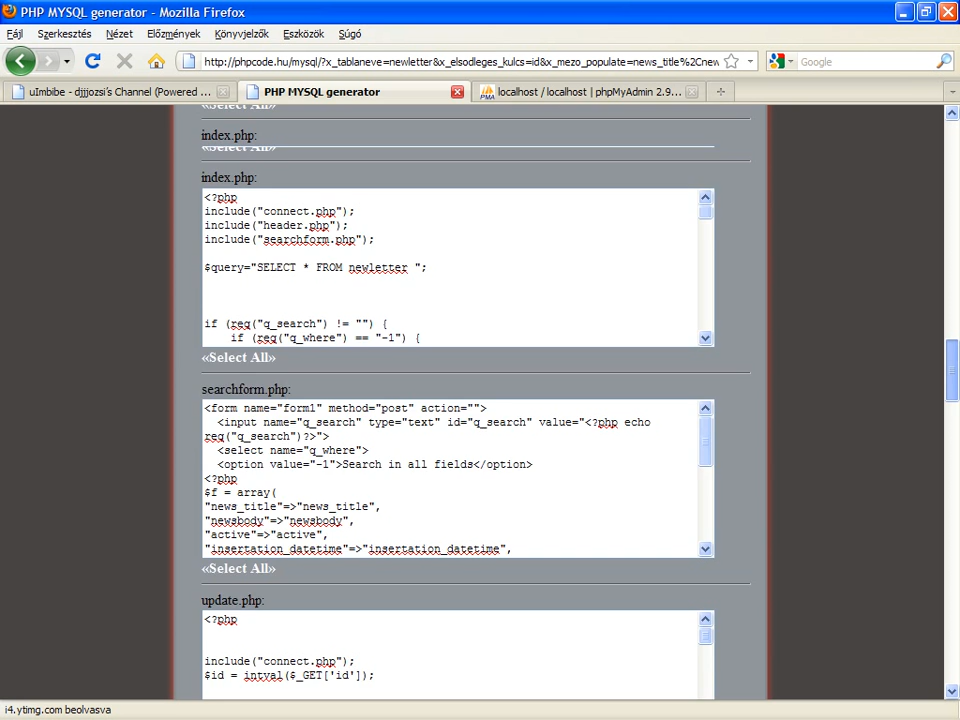 PHP MYSQL generator - Mozilla Firefox
Fájl Szerkesztés Nézet Előzmények Könyvjelzők Eszközök Súgó
http://phpcode.hu/mysql/?x_tablaneve=newletter&x_elsodleges_kulcs=id&x_mezo_populate=news_title%2Cnew
Google
uImbibe - djjjozsi's Channel (Powered ...
PHP MYSQL generator
localhost / localhost | phpMyAdmin 2.9...
«Select All»
index.php:
«Select All»
index.php:
<?php
include("connect.php");
include("header.php");
include("searchform.php");
$query="SELECT * FROM newletter ";
if (req("q_search") != "") {
if (req("q_where") == "-1") {
«Select All»
searchform.php:
<form name="form1" method="post" action="">
<input name="q_search" type="text" id="q_search" value="<?php echo
req("q_search")?>">
<select name="q_where">
<option value="-1">Search in all fields</option>
<?php
$f = array(
"news_title"=>"news_title",
"newsbody"=>"newsbody",
"active"=>"active",
"insertation_datetime"=>"insertation_datetime",
«Select All»
update.php:
<?php
include("connect.php");
$id = intval($_GET['id']);
i4.ytimg.com beolvasva